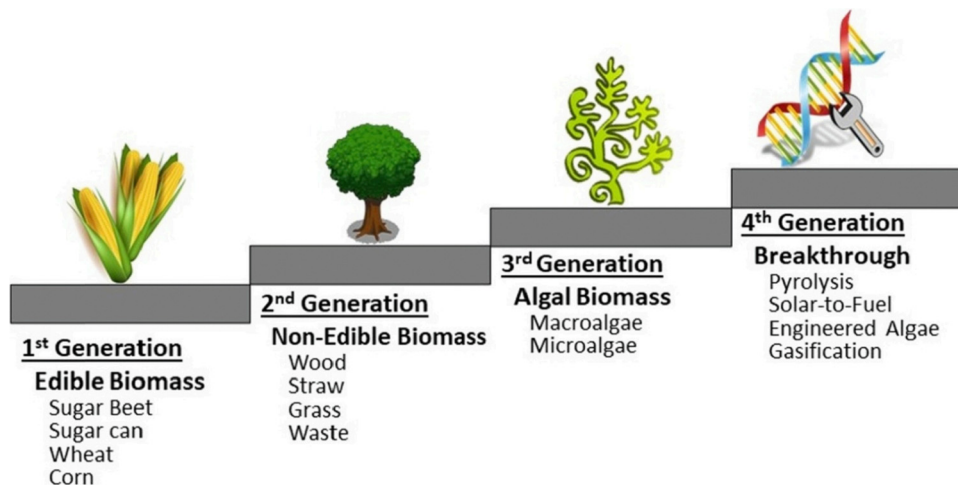 1st Generation
Edible Biomass
Sugar Beet
Sugar can
Wheat
Corn
2nd Generation
Non-Edible Biomass
Wood
Straw
Grass
Waste
3rd Generation
Algal Biomass
Macroalgae
Microalgae
4th Generation
Breakthrough
Pyrolysis
Solar-to-Fuel
Engineered Algae
Gasification